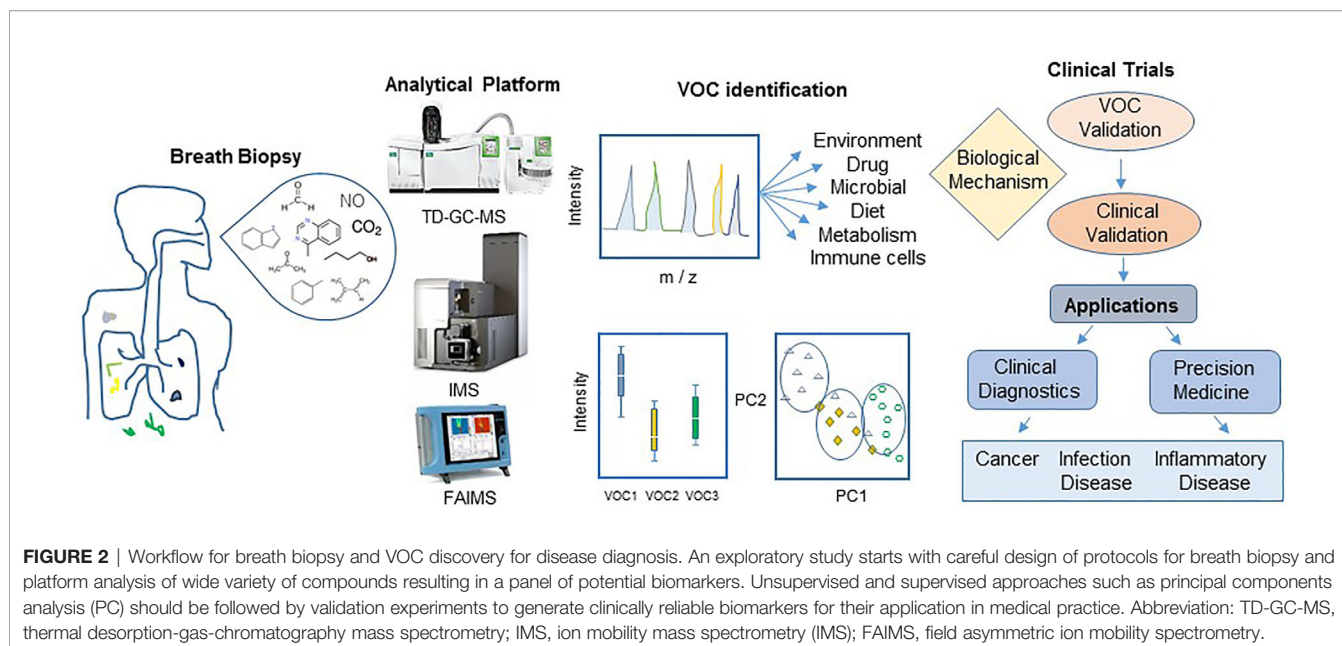 Breath Biopsy
NO
CO2
OH
Analytical Platform
TD-GC-MS
IMS
FAIMS
VOC identification
Intensity
m / z
Environment
Drug
Microbial
Diet
Metabolism
Immune cells
Intensity
VOC1 VOC2 VOC3
PC2
PC1
Clinical Trials
VOC
Validation
Biological
Mechanism
Clinical
Validation
Applications
Clinical
Diagnostics
Precision
Medicine
Cancer
Infection
Disease
Inflammatory
Disease
FIGURE 2 | Workflow for breath biopsy and VOC discovery for disease diagnosis. An exploratory study starts with careful design of protocols for breath biopsy and
platform analysis of wide variety of compounds resulting in a panel of potential biomarkers. Unsupervised and supervised approaches such as principal components
analysis (PC) should be followed by validation experiments to generate clinically reliable biomarkers for their application in medical practice. Abbreviation: TD-GC-MS,
thermal desorption-gas-chromatography mass spectrometry; IMS, ion mobility mass spectrometry (IMS); FAIMS, field asymmetric ion mobility spectrometry.